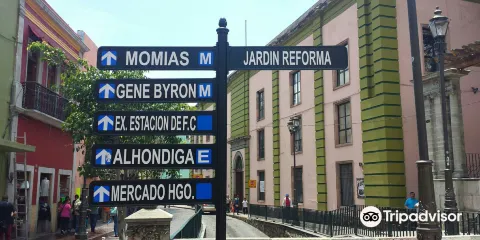 MOMIAS M
JARDIN REFORMA
GENE BYRON M
EX. ESTACION DE F.C
ALHONDIGA E
MERCADO HGO.
TRIPADVISOR